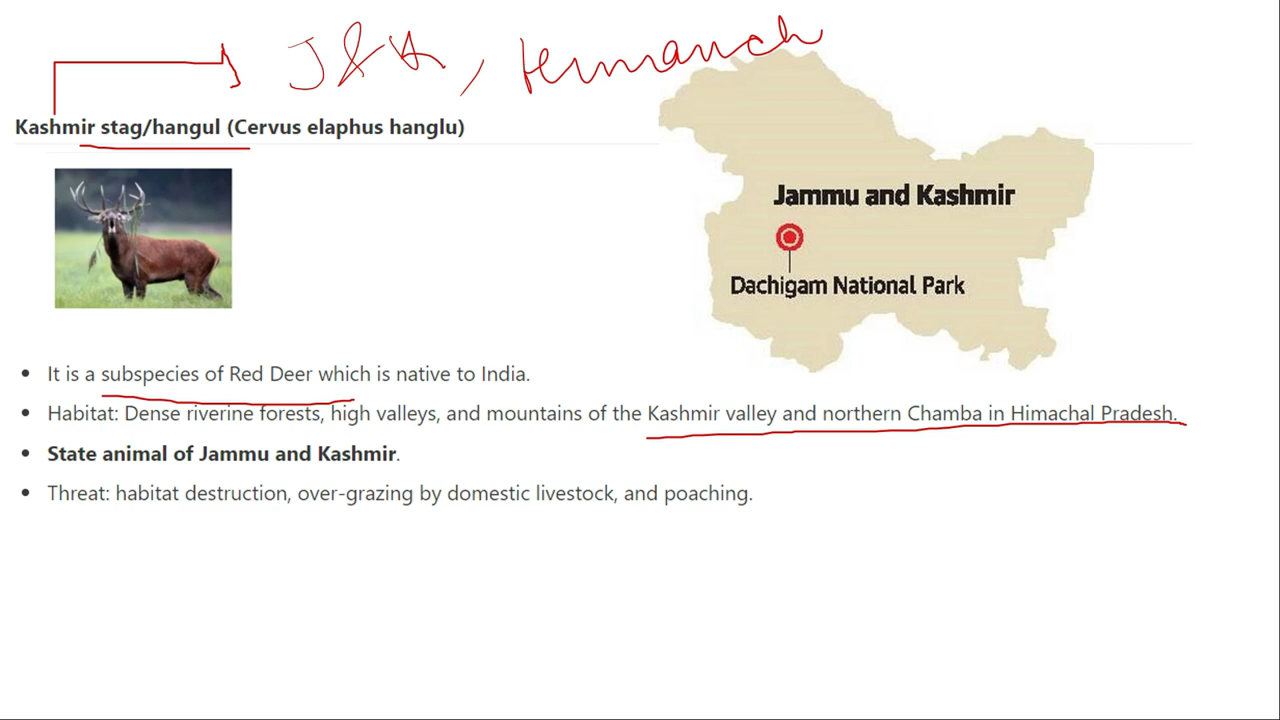 J&K, Himanch
Kashmir stag/hangul (Cervus elaphus hanglu)
Jammu and Kashmir
Dachigam National Park
• It is a subspecies of Red Deer which is native to India.
• Habitat: Dense riverine forests, high valleys, and mountains of the Kashmir valley and northern Chamba in Himachal Pradesh.
• State animal of Jammu and Kashmir.
• Threat: habitat destruction, over-grazing by domestic livestock, and poaching.